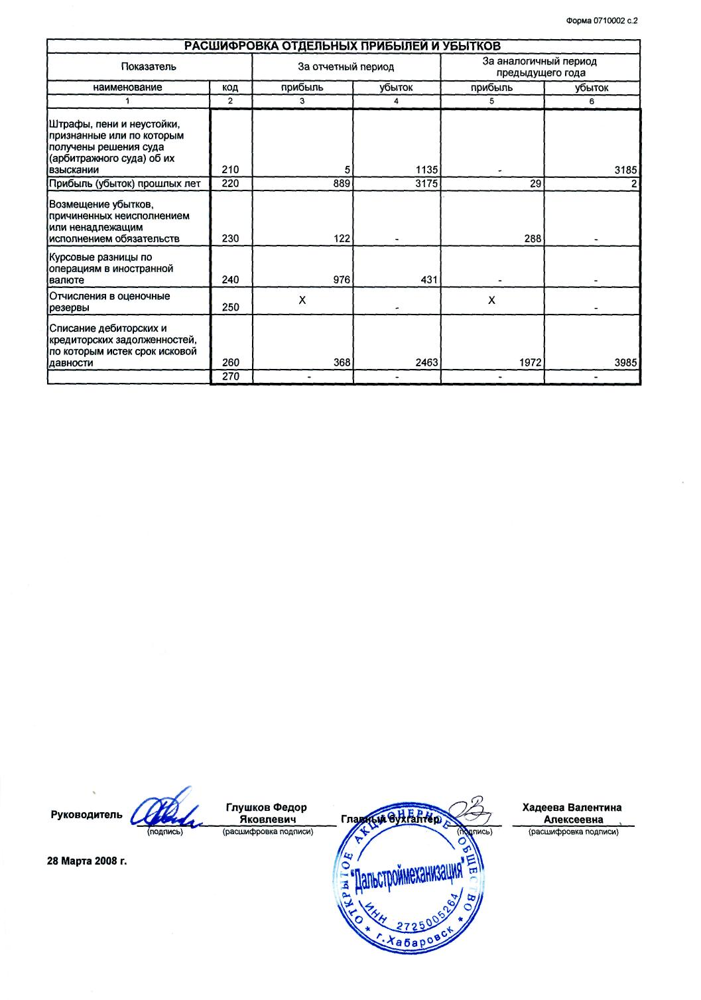 Форма 0710002 с.2
РАСШИФРОВКА ОТДЕЛЬНЫХ ПРИБЫЛЕЙ И УБЫТКОВ
Показатель За отчетный период За аналогичный период
предыдущего года
наименование код прибыль убыток прибыль убыток
1 2 3 4 5 6
Штрафы, пени и неустойки,
признанные или по которым
получены решения суда
(арбитражного суда) об их
взыскании 210 5 1135 - 3185
Прибыль (убыток) прошлых лет 220 889 3175 29 2
Возмещение убытков,
причиненных неисполнением
или ненадлежащим
исполнением обязательств 230 122 - 288 -
Курсовые разницы по
операциям в иностранной
валюте 240 976 431 - -
Отчисления в оценочные
резервы 250 X - X -
Списание дебиторских и
кредиторских задолженностей,
по которым истек срок исковой
давности 260 368 2463 1972 3985
270 - - - -
Руководитель Глушков Федор
Яковлевич
(подпись) (расшифровка подписи)
Главный бухгалтер Хадеева Валентина
Алексеевна
(подпись) (расшифровка подписи)
28 Марта 2008 г.
* ОТКРЫТОЕ АКЦИОНЕРНОЕ ОБЩЕСТВО *
"Дальстроймеханизация"
ИНН 2725005264
г.Хабаровск